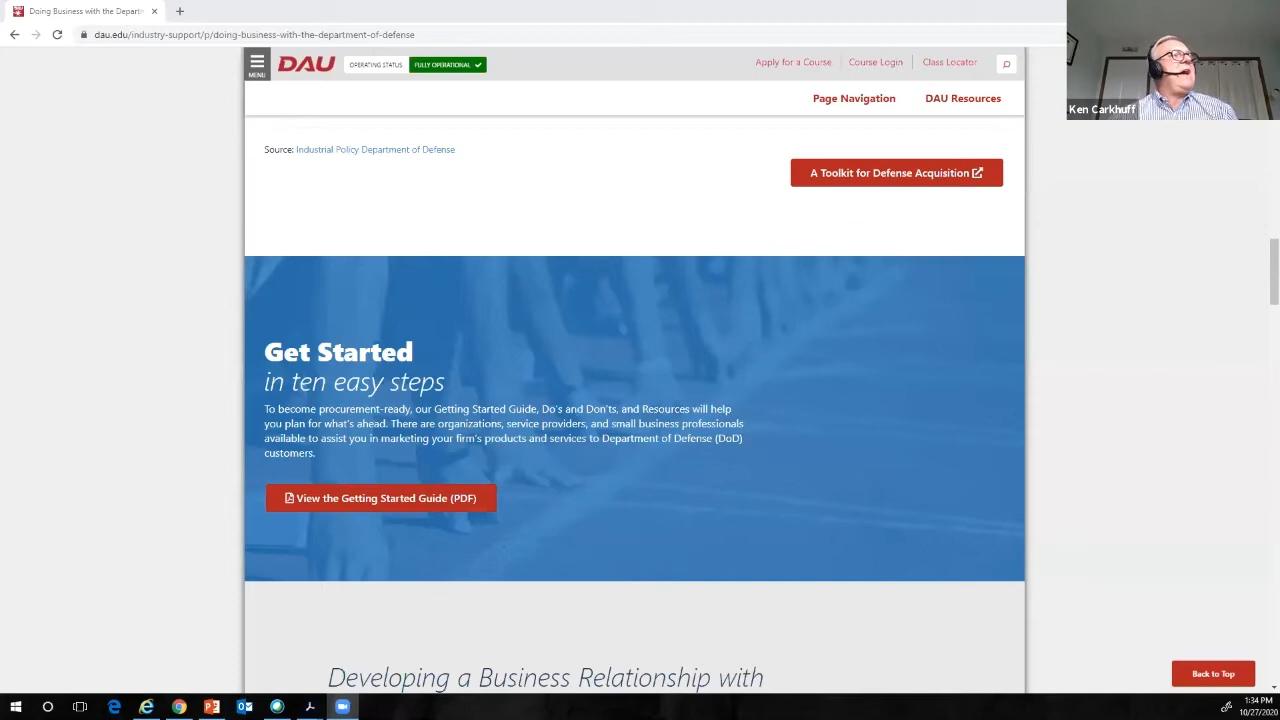 Doing Business with the Departm
dau.edu/industry-support/p/doing-business-with-the-department-of-defense
Ken Carkhuff
MENU
DAU
OPERATING STATUS
FULLY OPERATIONAL
Apply for a Course
Course Login
Class Locator
Page Navigation
DAU Resources
Source: Industrial Policy Department of Defense
A Toolkit for Defense Acquisition
Get Started
in ten easy steps
To become procurement-ready, our Getting Started Guide, Do's and Don'ts, and Resources will help
you plan for what's ahead. There are organizations, service providers, and small business professionals
available to assist you in marketing your firm's products and services to Department of Defense (DoD)
customers.
View the Getting Started Guide (PDF)
Developing a Business Relationship with
Back to Top
1:34 PM
10/27/2020